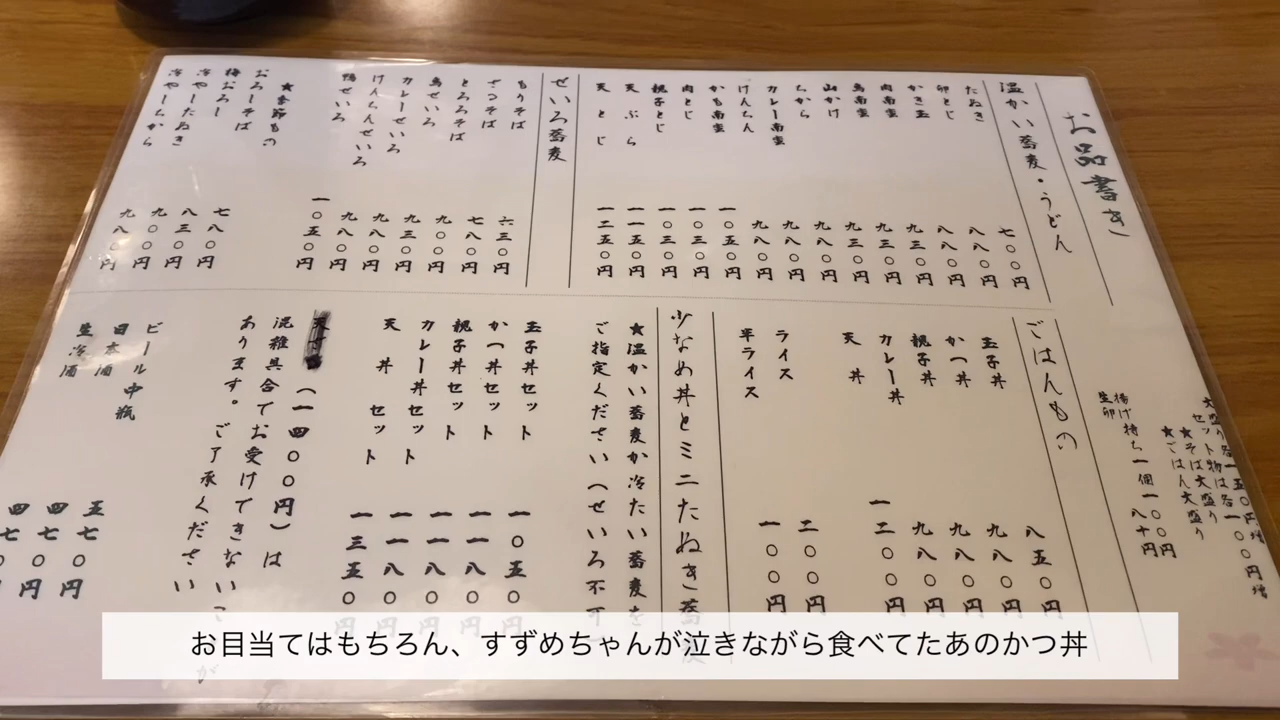 お品書き
温かい蕎麦・うどん
たぬき 七〇〇円
卵とじ 八八〇円
かき玉 八八〇円
肉南蛮 九三〇円
鳥南蛮 九三〇円
山かけ 九三〇円
ちから 九八〇円
カレー南蛮 九八〇円
けんちん 九八〇円
かも南蛮 一〇五〇円
肉とじ 一〇三〇円
親子とじ 一〇三〇円
天ぷら 一一五〇円
天とじ 一二五〇円
せいろ蕎麦
もりそば 六三〇円
ざるそば 七八〇円
とろろそば 九〇〇円
鳥せいろ 九三〇円
カレーせいろ 九八〇円
けんちんせいろ 九八〇円
鴨せいろ 一〇五〇円
★季節もの
おろしそば 七八〇円
梅おろし 八三〇円
冷やしたぬき 九〇〇円
冷やしちから 九八〇円
大盛り各一五〇円増
セット物は各一〇〇円増
★そば大盛り
★ごはん大盛り
揚げ持ち一個一〇〇円
生卵 八十円
ごはんもの
玉子丼 八五〇円
かつ丼 九八〇円
親子丼 九八〇円
カレー丼 九八〇円
天丼 一二〇〇円
ライス 二〇〇円
半ライス 一〇〇円
少なめ丼とミニたぬき蕎麦
★温かい蕎麦か冷たい蕎麦を
ご指定ください(せいろ不可)
玉子丼セット 一〇五〇円
かつ丼セット 一一八〇円
親子丼セット 一一八〇円
カレー丼セット 一一八〇円
天丼セット 一三五〇円
(一四〇〇円)は
混雑具合でお受けできないことが
あります。ご了承ください
ビール中瓶 五七〇円
日本酒 四七〇円
生冷酒 四七〇円
お目当てはもちろん、すずめちゃんが泣きながら食べてたあのかつ丼